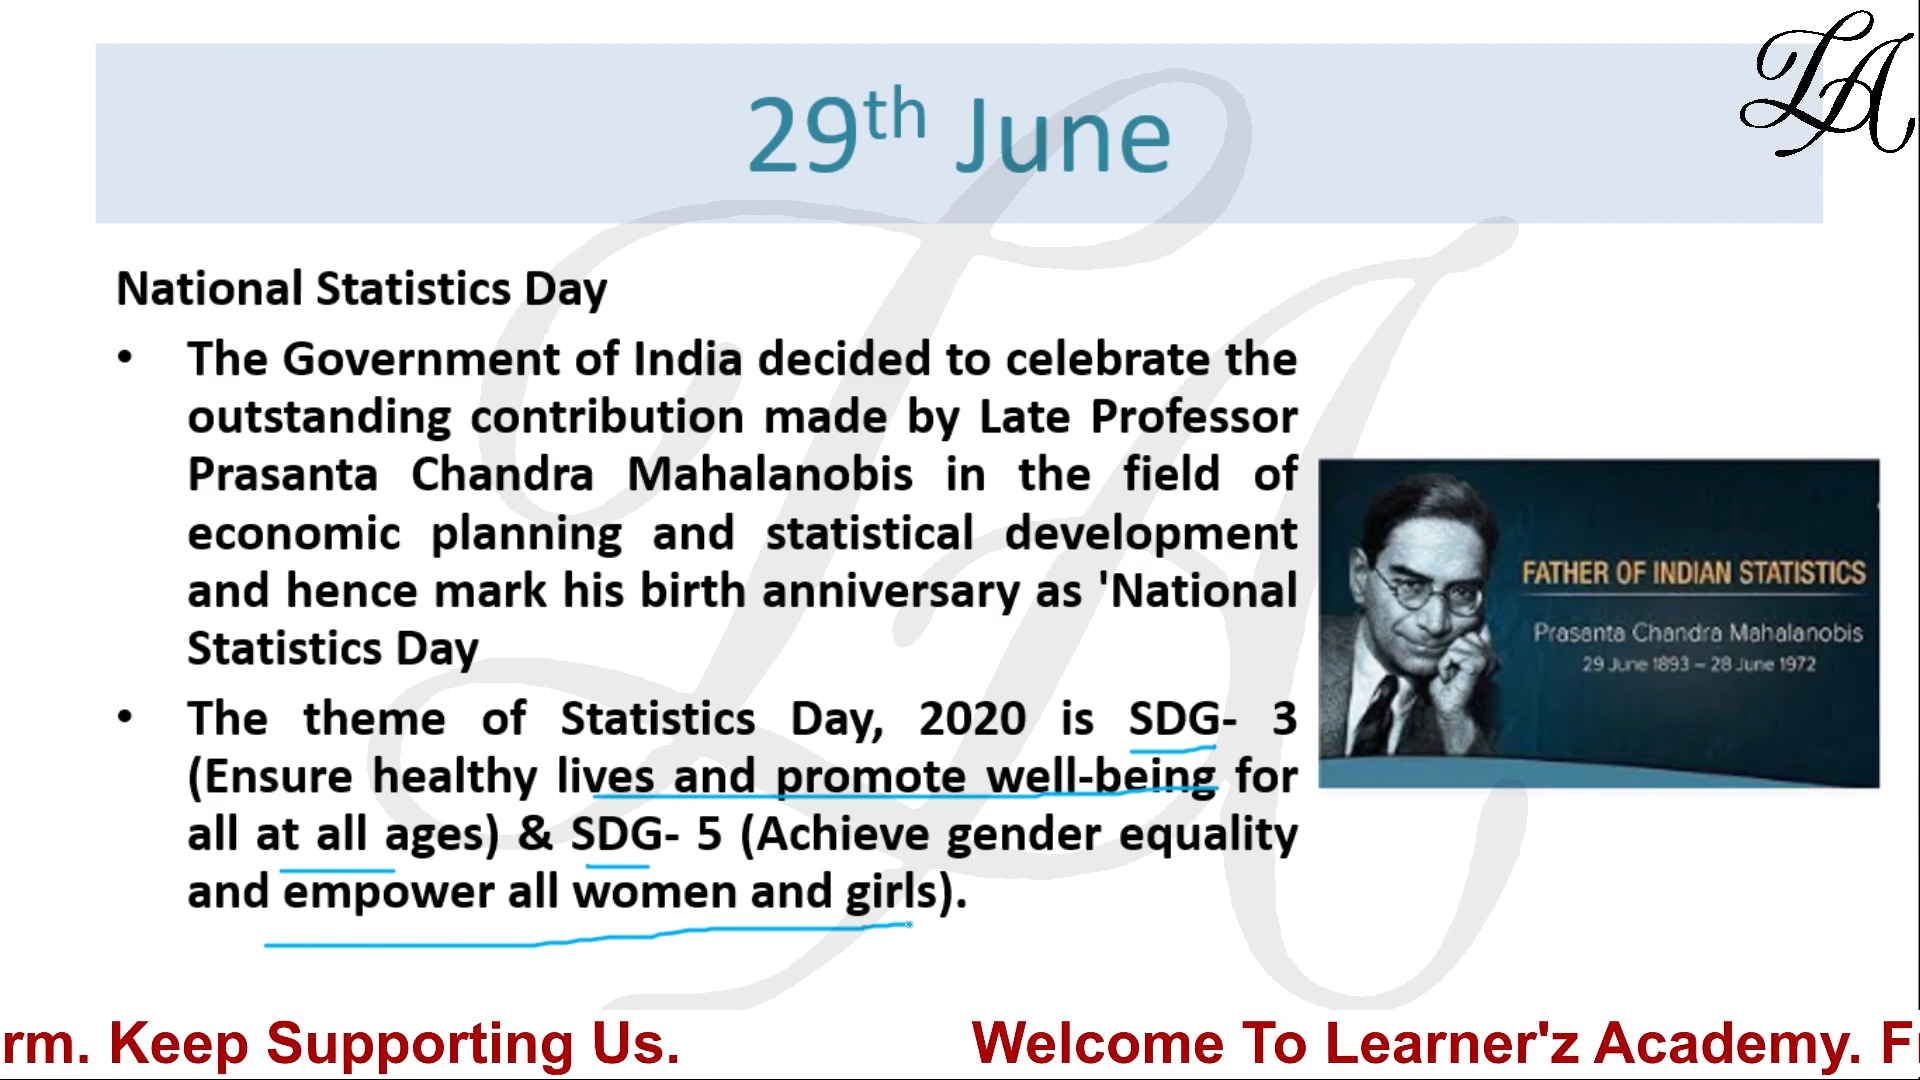 LA
29th June
National Statistics Day
• The Government of India decided to celebrate the
outstanding contribution made by Late Professor
Prasanta Chandra Mahalanobis in the field of
economic planning and statistical development
and hence mark his birth anniversary as 'National
Statistics Day
• The theme of Statistics Day, 2020 is SDG- 3
(Ensure healthy lives and promote well-being for
all at all ages) & SDG- 5 (Achieve gender equality
and empower all women and girls).
FATHER OF INDIAN STATISTICS
Prasanta Chandra Mahalanobis
29 June 1893 – 28 June 1972
rm. Keep Supporting Us. Welcome To Learner'z Academy. Fr